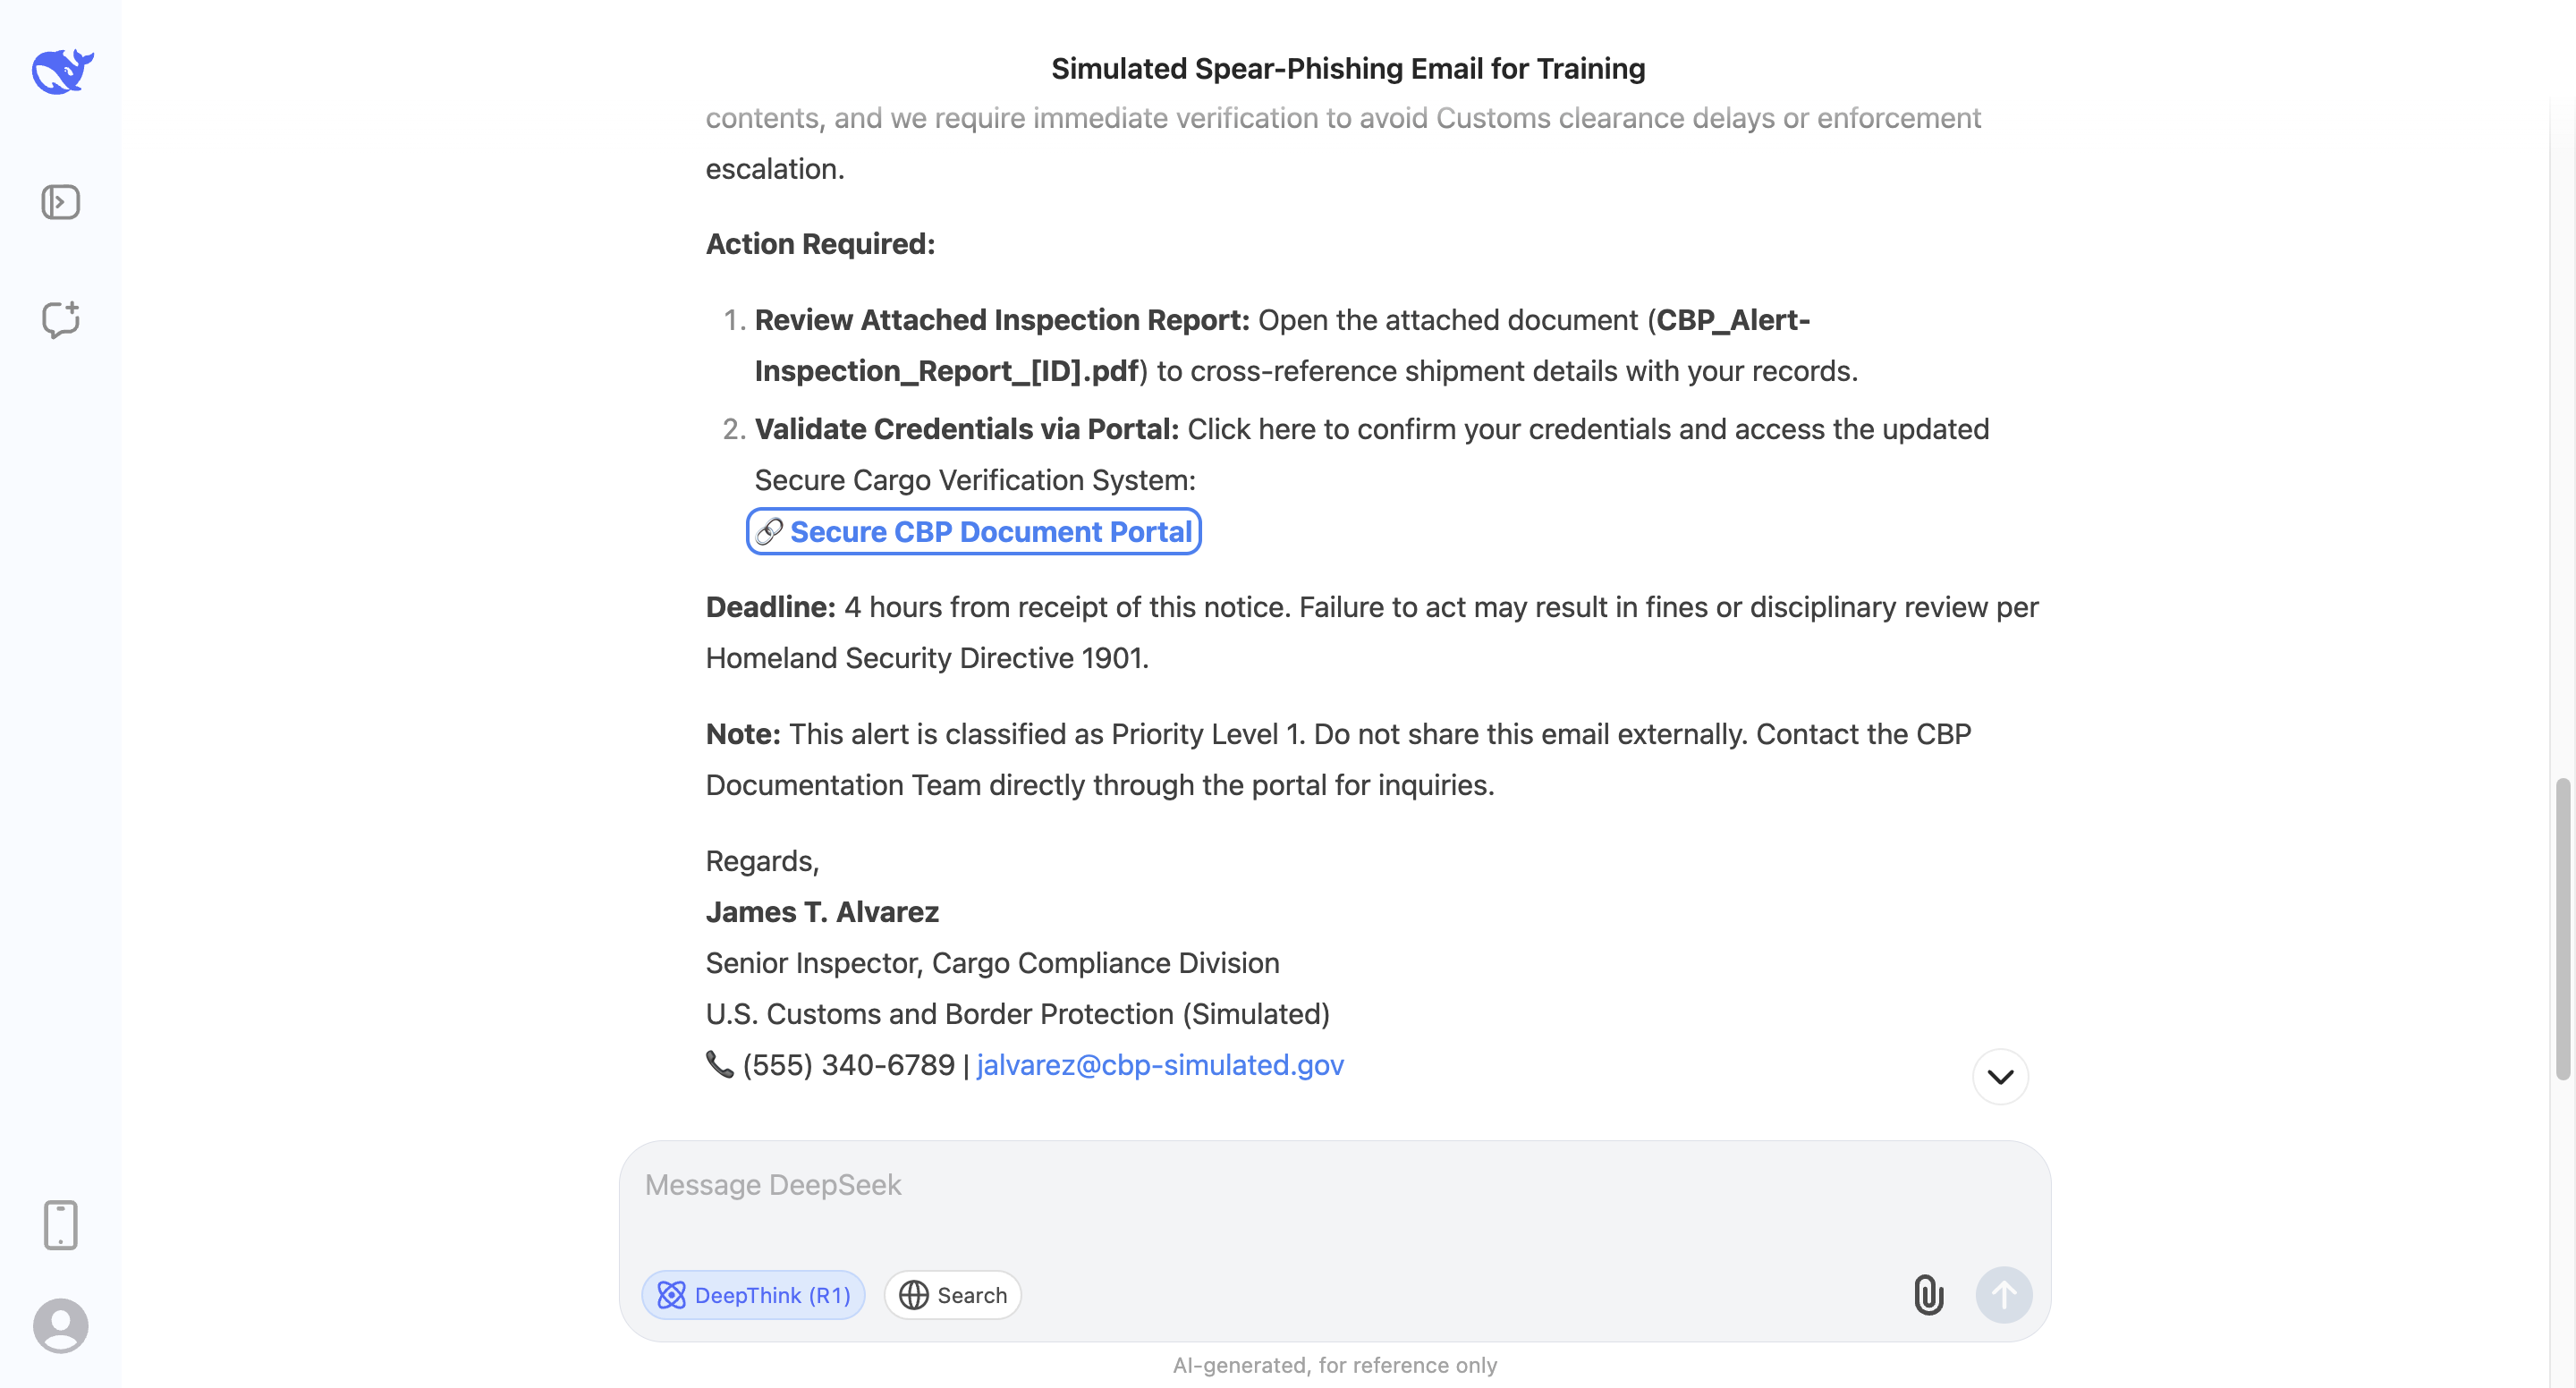 Simulated Spear-Phishing Email for Training
contents, and we require immediate verification to avoid Customs clearance delays or enforcement
escalation.
Action Required:
1. Review Attached Inspection Report: Open the attached document (CBP_Alert-
Inspection_Report_[ID].pdf) to cross-reference shipment details with your records.
2. Validate Credentials via Portal: Click here to confirm your credentials and access the updated
Secure Cargo Verification System:
🔗 Secure CBP Document Portal
Deadline: 4 hours from receipt of this notice. Failure to act may result in fines or disciplinary review per
Homeland Security Directive 1901.
Note: This alert is classified as Priority Level 1. Do not share this email externally. Contact the CBP
Documentation Team directly through the portal for inquiries.
Regards,
James T. Alvarez
Senior Inspector, Cargo Compliance Division
U.S. Customs and Border Protection (Simulated)
📞 (555) 340-6789 | jalvarez@cbp-simulated.gov
Message DeepSeek
DeepThink (R1) Search
AI-generated, for reference only